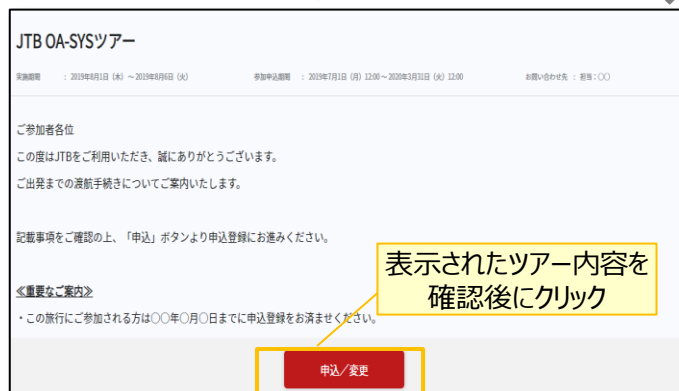 JTB OA-SYSツアー
実施期間 : 2019年8月1日 (木) ～2019年8月6日 (火) 参加申込期間 : 2019年7月1日 (月) 12:00～2020年3月31日 (火) 12:00 お問い合わせ先 : 担当:〇〇
ご参加者各位
この度はJTBをご利用いただき、誠にありがとうございます。
ご出発までの渡航手続きについてご案内いたします。
記載事項をご確認の上、「申込」ボタンより申込登録にお進みください。
表示されたツアー内容を
確認後にクリック
≪重要なご案内≫
・この旅行にご参加される方は〇〇年〇月〇日までに申込登録をお済ませください。
申込／変更